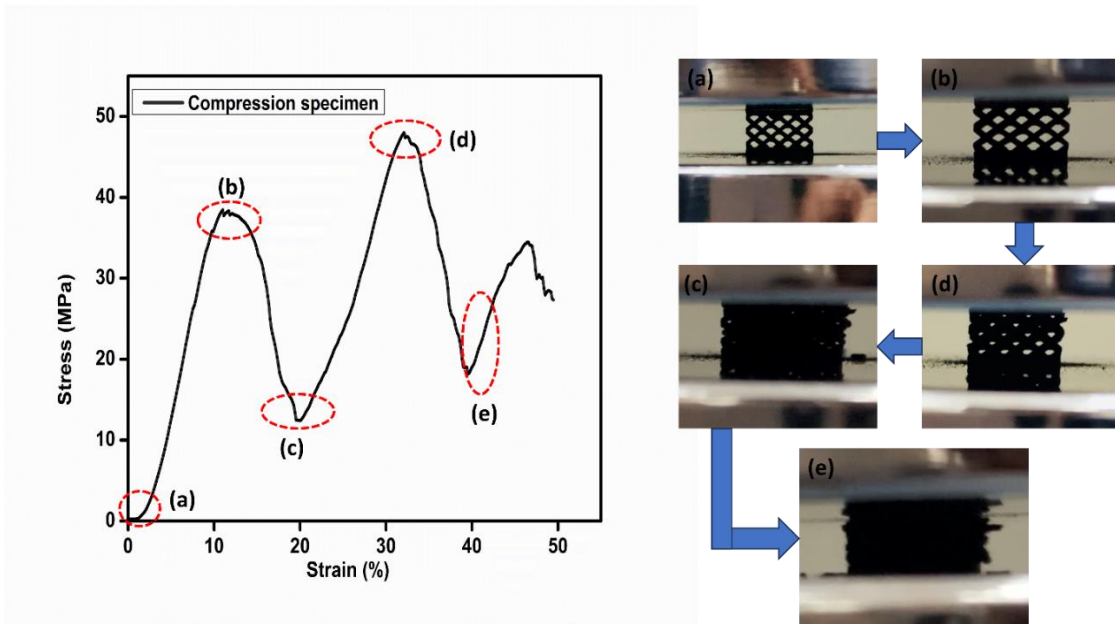 Compression specimen
50
40
30
20
10
0
Stress (MPa)
0 10 20 30 40 50
Strain (%)
(a)
(b)
(c)
(d)
(e)
(a)
(b)
(c)
(d)
(e)